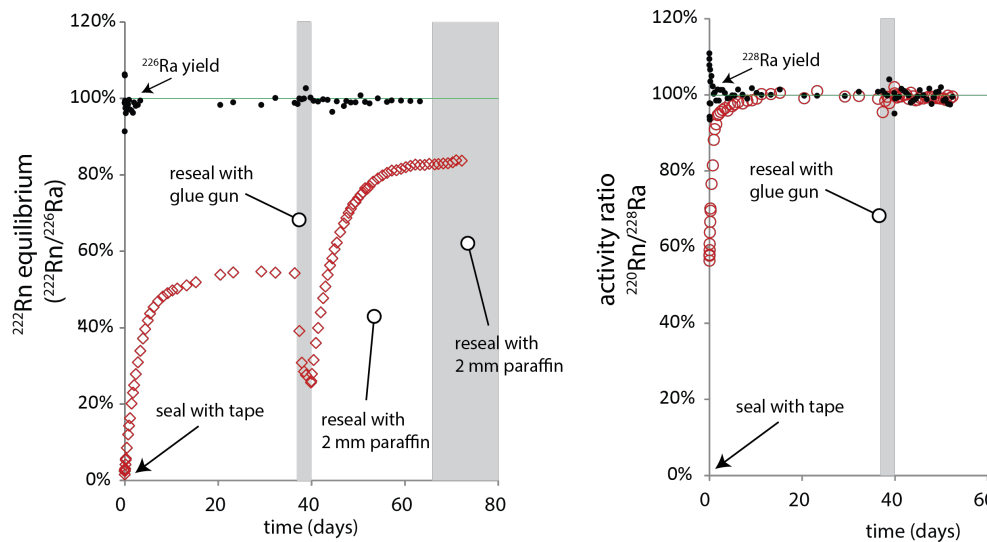 120%
100%
80%
60%
40%
20%
0%
²²²Rn equilibrium
(²²²Rn/²²⁶Ra)
²²⁶Ra yield
reseal with
glue gun
seal with tape
reseal with
2 mm paraffin
reseal with
2 mm paraffin
0
20
40
60
80
time (days)
120%
100%
80%
60%
40%
20%
0%
activity ratio
²²⁰Rn/²²⁸Ra
²²⁸Ra yield
reseal with
glue gun
seal with tape
0
20
40
time (days)